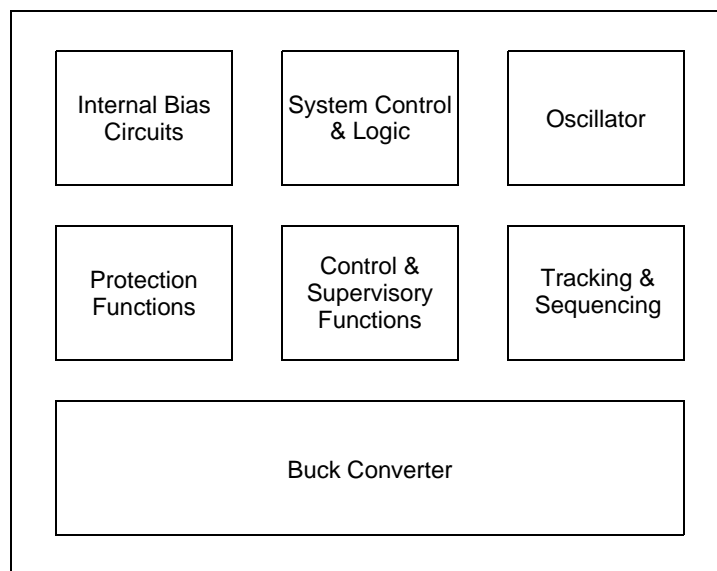 Internal Bias
Circuits
System Control
& Logic
Oscillator
Protection
Functions
Control &
Supervisory
Functions
Tracking &
Sequencing
Buck Converter